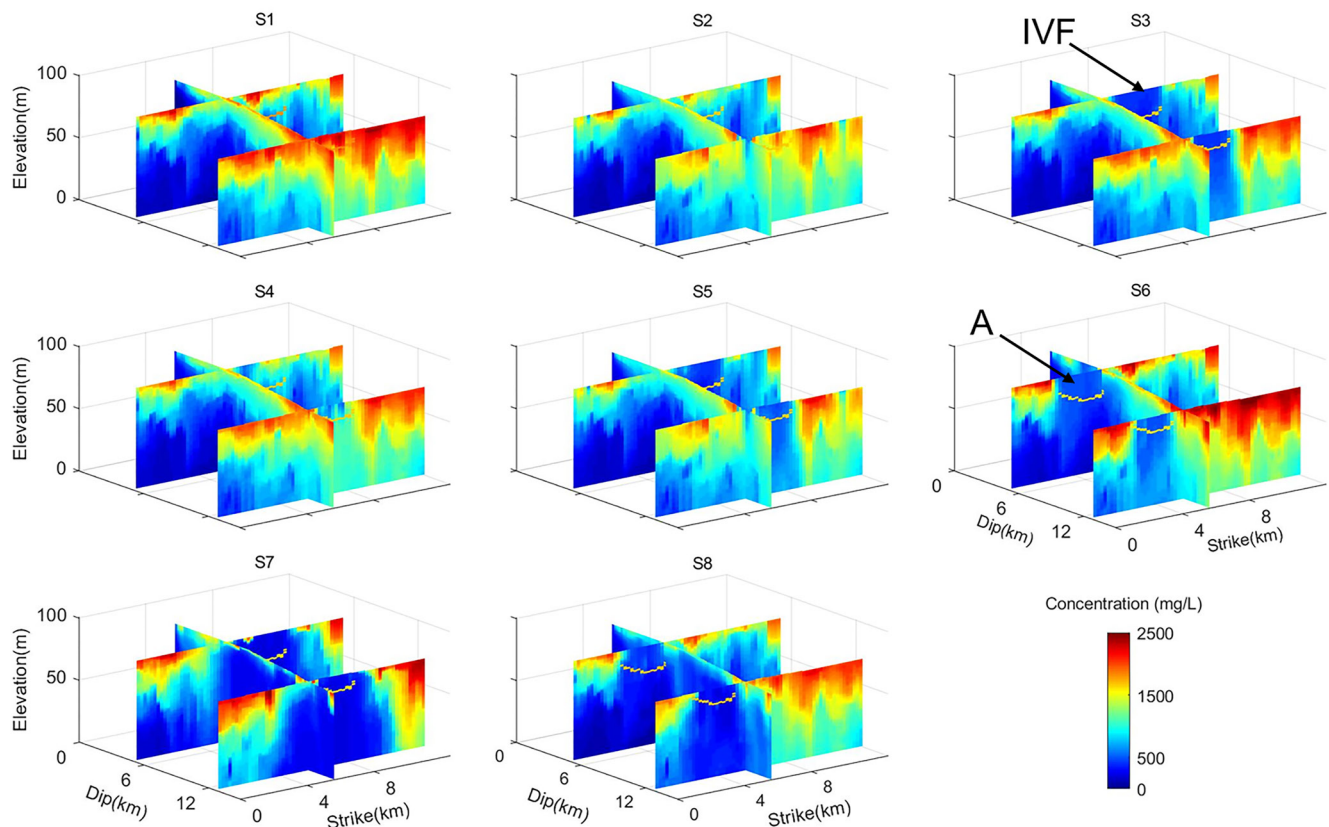 S1
S2
S3
IVF
Elevation(m)
100
50
0
S4
S5
S6
A
Elevation(m)
100
50
0
0
6
12
Dip(km)
0
4
8
Strike(km)
S7
S8
Elevation(m)
100
50
0
6
12
Dip(km)
0
4
8
Strike(km)
0
6
12
Dip(km)
0
4
8
Strike(km)
Concentration (mg/L)
2500
1500
500
0